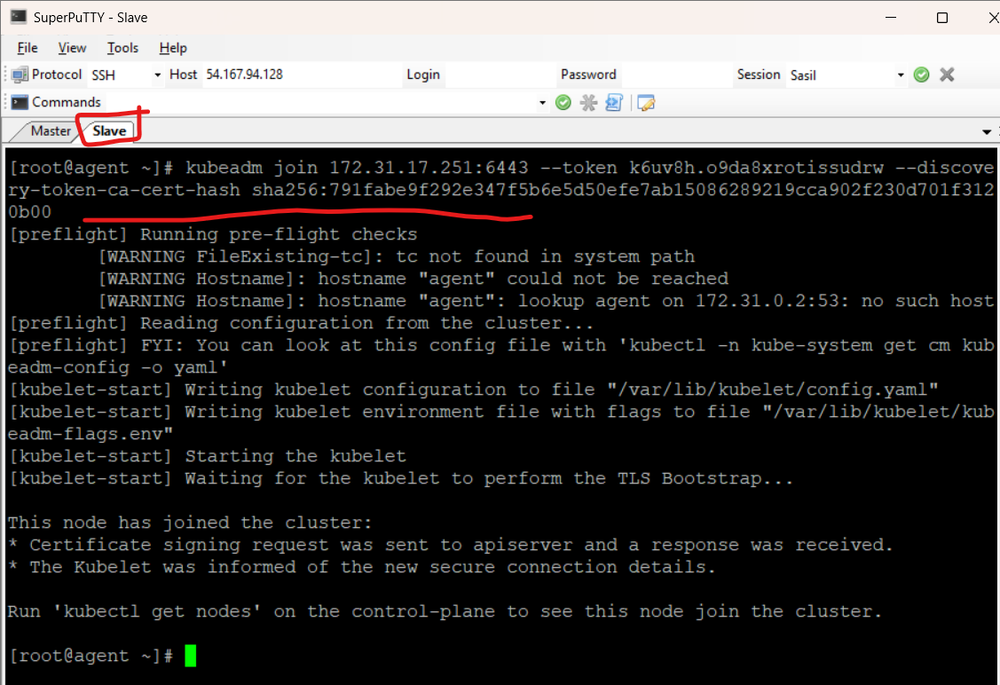 SuperPuTTY - Slave
File View Tools Help
Protocol SSH Host 54.167.94.128 Login Password Session Sasil
Commands
Master Slave
[root@agent ~]# kubeadm join 172.31.17.251:6443 --token k6uv8h.o9da8xrotissudrw --discove
ry-token-ca-cert-hash sha256:791fabe9f292e347f5b6e5d50efe7ab15086289219cca902f230d701f312
0b00
[preflight] Running pre-flight checks
        [WARNING FileExisting-tc]: tc not found in system path
        [WARNING Hostname]: hostname "agent" could not be reached
        [WARNING Hostname]: hostname "agent": lookup agent on 172.31.0.2:53: no such host
[preflight] Reading configuration from the cluster...
[preflight] FYI: You can look at this config file with 'kubectl -n kube-system get cm kub
eadm-config -o yaml'
[kubelet-start] Writing kubelet configuration to file "/var/lib/kubelet/config.yaml"
[kubelet-start] Writing kubelet environment file with flags to file "/var/lib/kubelet/kub
eadm-flags.env"
[kubelet-start] Starting the kubelet
[kubelet-start] Waiting for the kubelet to perform the TLS Bootstrap...
This node has joined the cluster:
* Certificate signing request was sent to apiserver and a response was received.
* The Kubelet was informed of the new secure connection details.
Run 'kubectl get nodes' on the control-plane to see this node join the cluster.
[root@agent ~]#